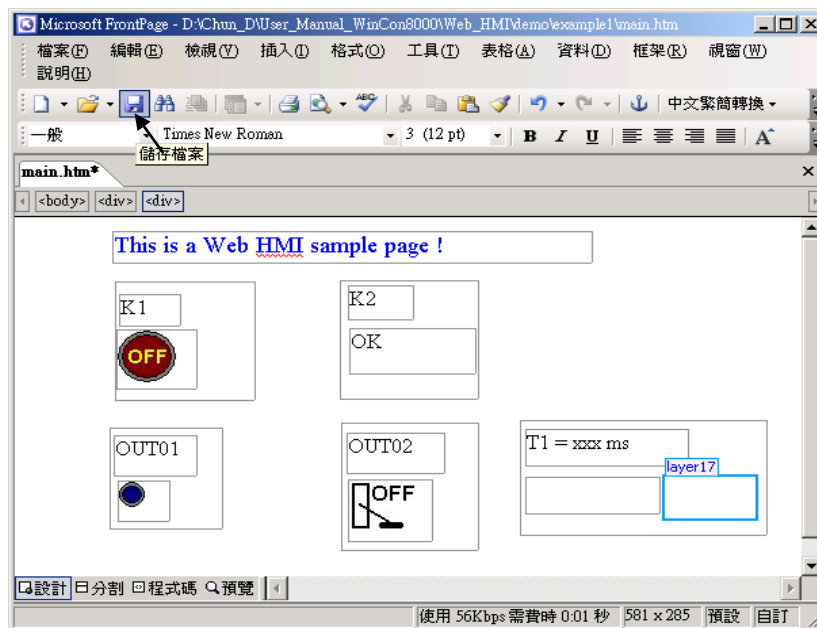 Microsoft FrontPage - D:\Chun_D\User_Manual_WinCon8000\Web_HMI\demo\example1\main.htm
檔案(F) 編輯(E) 檢視(V) 插入(I) 格式(O) 工具(T) 表格(A) 資料(D) 框架(R) 視窗(W)
說明(H)
ABC 中文繁簡轉換
一般 Times New Roman 3 (12 pt) B I U A
儲存檔案
main.htm*
<body> <div> <div>
This is a Web HMI sample page !
K1
OFF
K2
OK
OUT01
OUT02
OFF
T1 = xxx ms
layer17
設計 分割 程式碼 預覽
使用 56Kbps 需費時 0:01 秒 581 x 285 預設 自訂